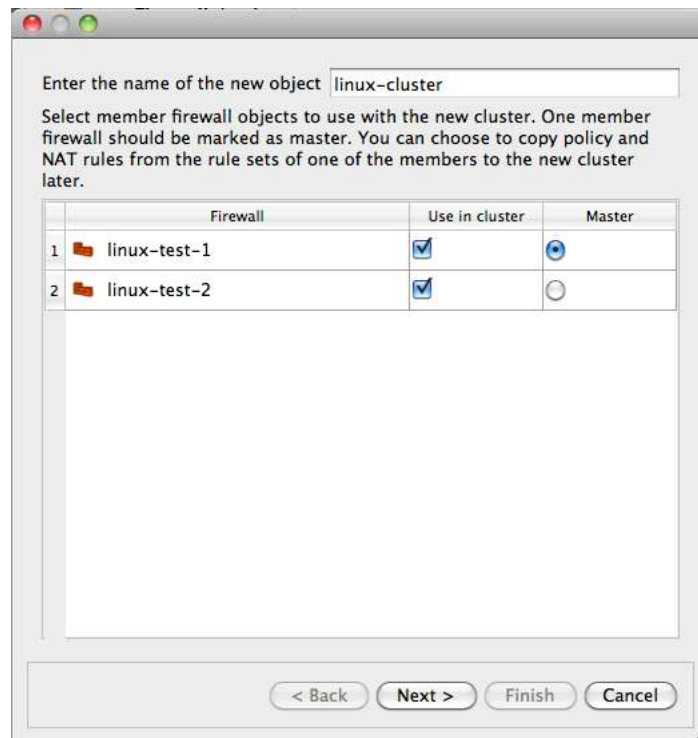 Enter the name of the new object linux-cluster
Select member firewall objects to use with the new cluster. One member
firewall should be marked as master. You can choose to copy policy and
NAT rules from the rule sets of one of the members to the new cluster
later.
Firewall Use in cluster Master
1 linux-test-1
2 linux-test-2
< Back Next > Finish Cancel